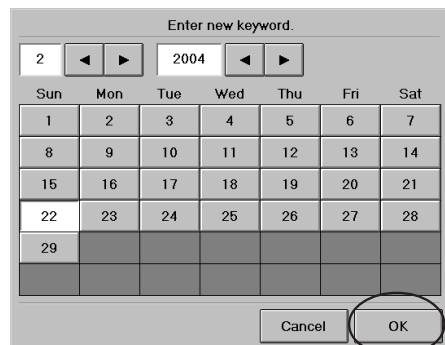 Enter new keyword.
2 ◄ ► 2004 ◄ ►
Sun Mon Tue Wed Thu Fri Sat
1 2 3 4 5 6 7
8 9 10 11 12 13 14
15 16 17 18 19 20 21
22 23 24 25 26 27 28
29
Cancel OK